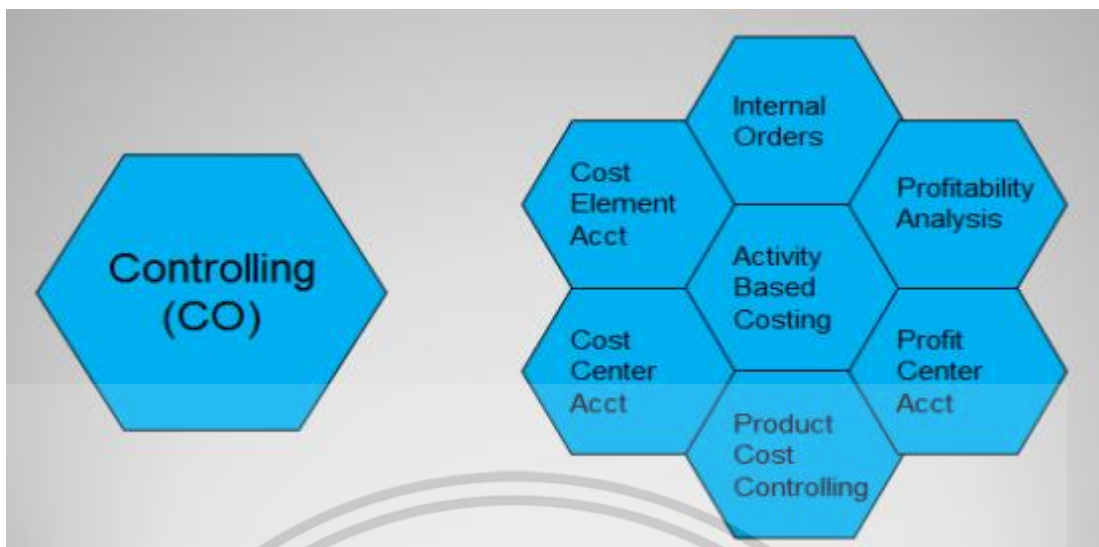 Controlling
(CO)
Internal
Orders
Cost
Element
Acct
Profitability
Analysis
Activity
Based
Costing
Cost
Center
Acct
Profit
Center
Acct
Product
Cost
Controlling